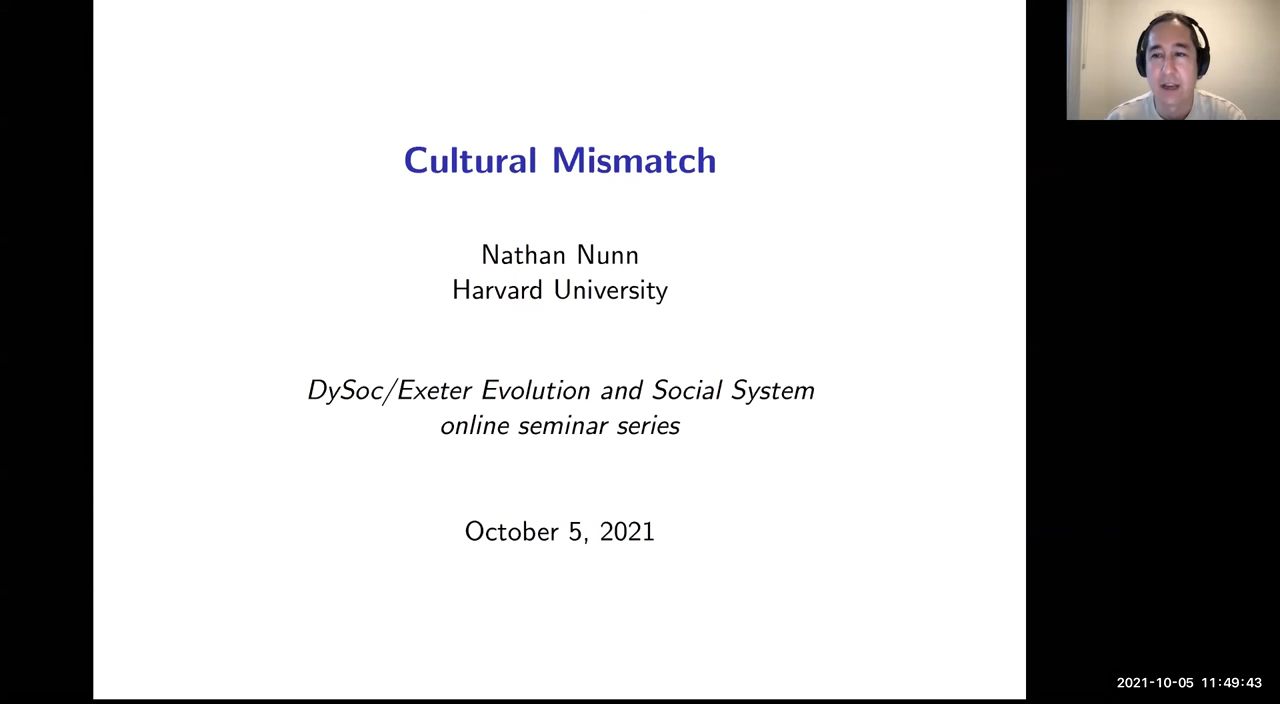 Cultural Mismatch
Nathan Nunn
Harvard University
DySoc/Exeter Evolution and Social System
online seminar series
October 5, 2021
2021-10-05 11:49:43